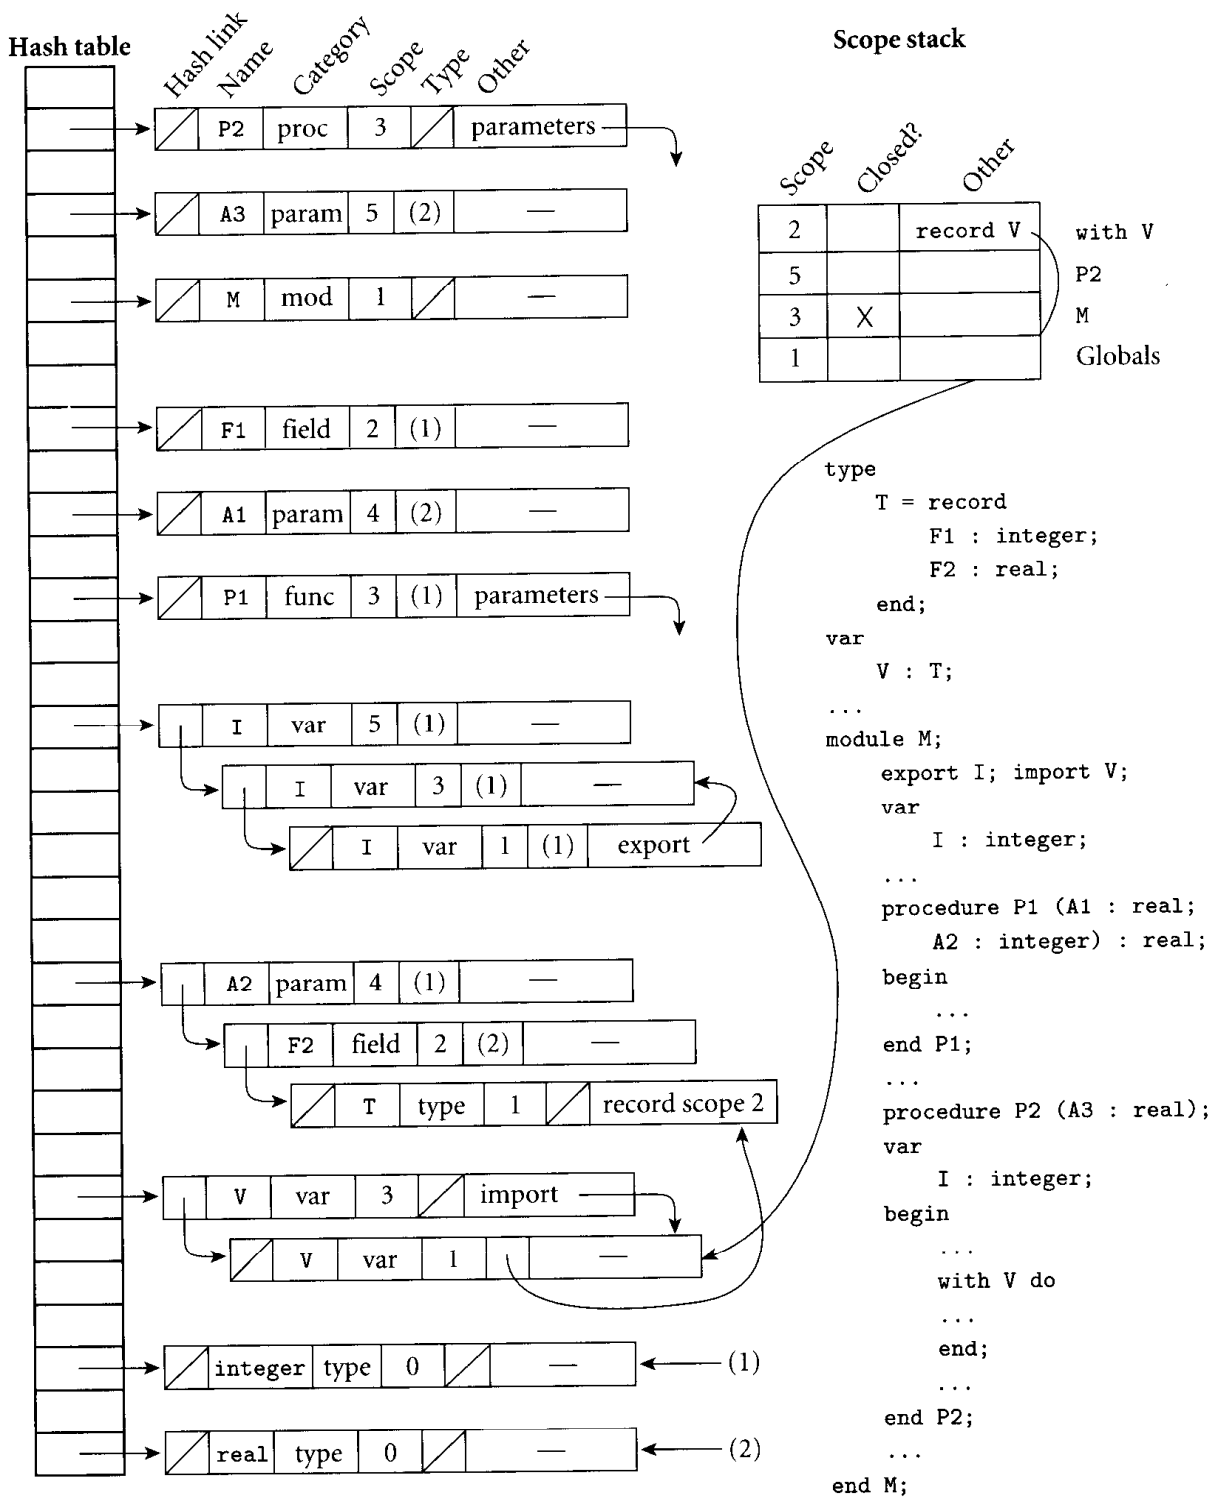 Hash table
Hash link Name Category Scope Type Other
P2 proc 3 parameters
A3 param 5 (2) —
M mod 1 —
F1 field 2 (1) —
A1 param 4 (2) —
P1 func 3 (1) parameters
I var 5 (1) —
I var 3 (1) —
I var 1 (1) export
A2 param 4 (1) —
F2 field 2 (2) —
T type 1 record scope 2
V var 3 import
V var 1 —
integer type 0 — (1)
real type 0 — (2)
Scope stack
Scope Closed? Other
2 record V with V
5 P2
3 X M
1 Globals
type
T = record
F1 : integer;
F2 : real;
end;
var
V : T;
...
module M;
export I; import V;
var
I : integer;
...
procedure P1 (A1 : real;
A2 : integer) : real;
begin
...
end P1;
...
procedure P2 (A3 : real);
var
I : integer;
begin
...
with V do
...
end;
...
end P2;
...
end M;